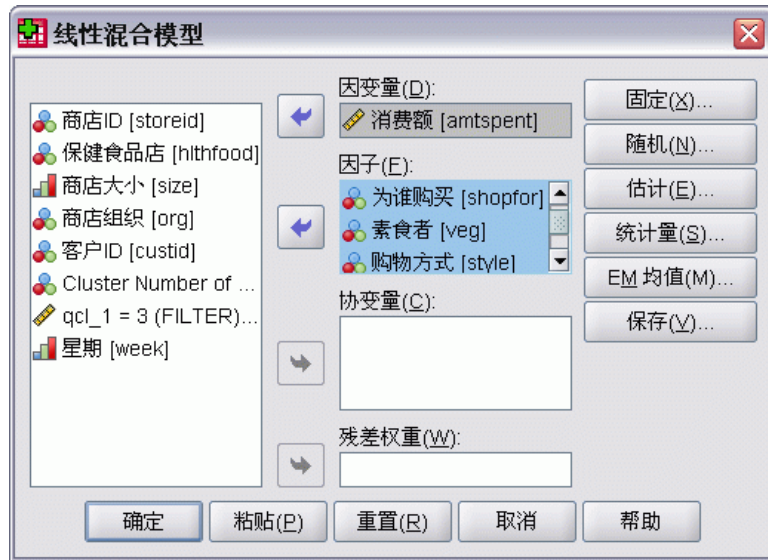 线性混合模型
商店ID [storeid]
保健食品店 [hlthfood]
商店大小 [size]
商店组织 [org]
客户ID [custid]
Cluster Number of ...
qcl_1 = 3 (FILTER)...
星期 [week]
因变量(D):
消费额 [amtspent]
因子(F):
为谁购买 [shopfor]
素食者 [veg]
购物方式 [style]
协变量(C):
残差权重(W):
固定(X)...
随机(N)...
估计(E)...
统计量(S)...
EM 均值(M)...
保存(V)...
确定
粘贴(P)
重置(R)
取消
帮助